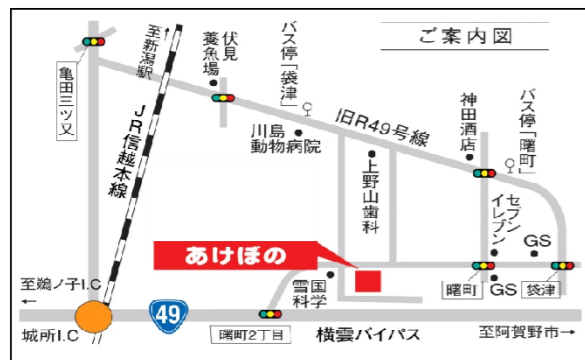 ご案内図
至新潟駅
伏見
養魚場
バス停「袋津」
亀田三ツ又
JR信越本線
川島
動物病院
旧R49号線
神田酒店
バス停「曙町」
上野山歯科
セブン
イレブン
GS
あけぼの
至鵜ノ子I.C
雪国
科学
曙町
GS
袋津
城所I.C
49
曙町2丁目
横雲バイパス
至阿賀野市